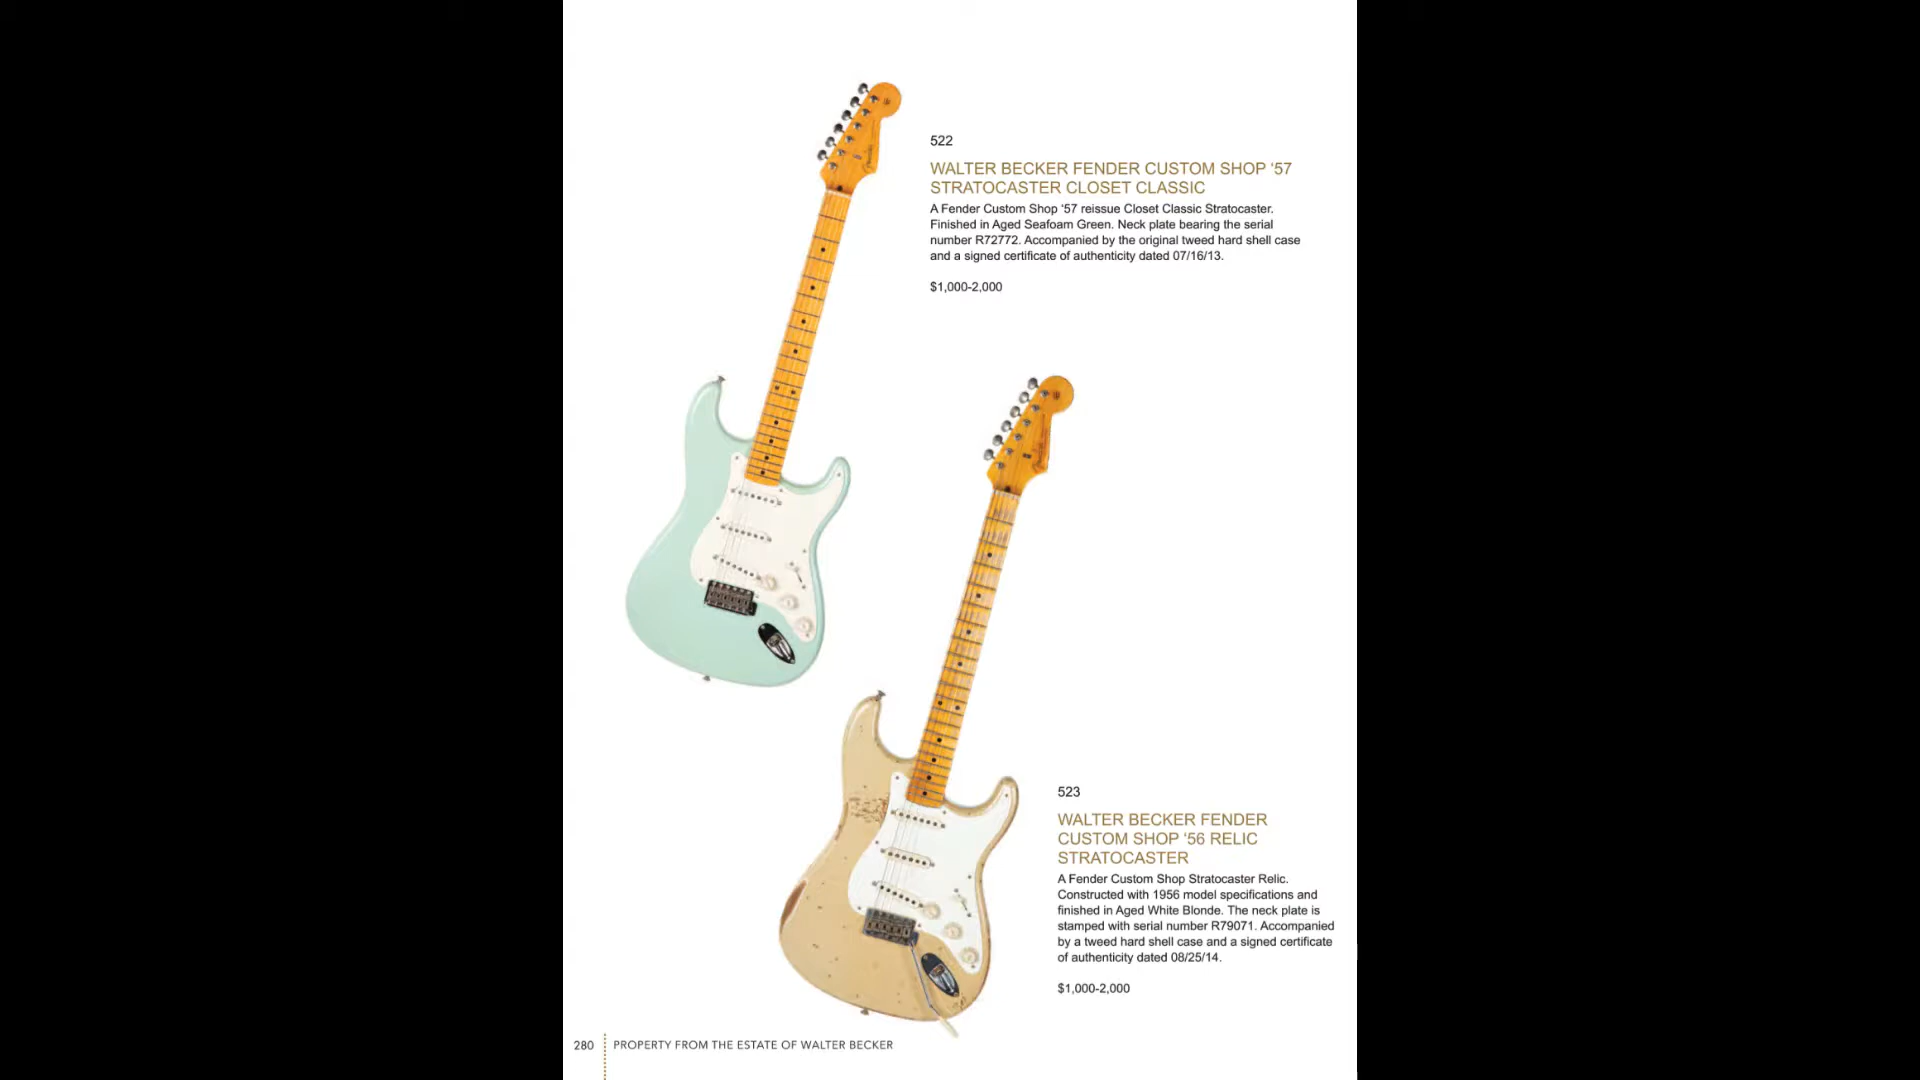 522
WALTER BECKER FENDER CUSTOM SHOP ‘57
STRATOCASTER CLOSET CLASSIC
A Fender Custom Shop ‘57 reissue Closet Classic Stratocaster.
Finished in Aged Seafoam Green. Neck plate bearing the serial
number R72772. Accompanied by the original tweed hard shell case
and a signed certificate of authenticity dated 07/16/13.
$1,000-2,000
523
WALTER BECKER FENDER
CUSTOM SHOP ‘56 RELIC
STRATOCASTER
A Fender Custom Shop Stratocaster Relic.
Constructed with 1956 model specifications and
finished in Aged White Blonde. The neck plate is
stamped with serial number R79071. Accompanied
by a tweed hard shell case and a signed certificate
of authenticity dated 08/25/14.
$1,000-2,000
280 PROPERTY FROM THE ESTATE OF WALTER BECKER